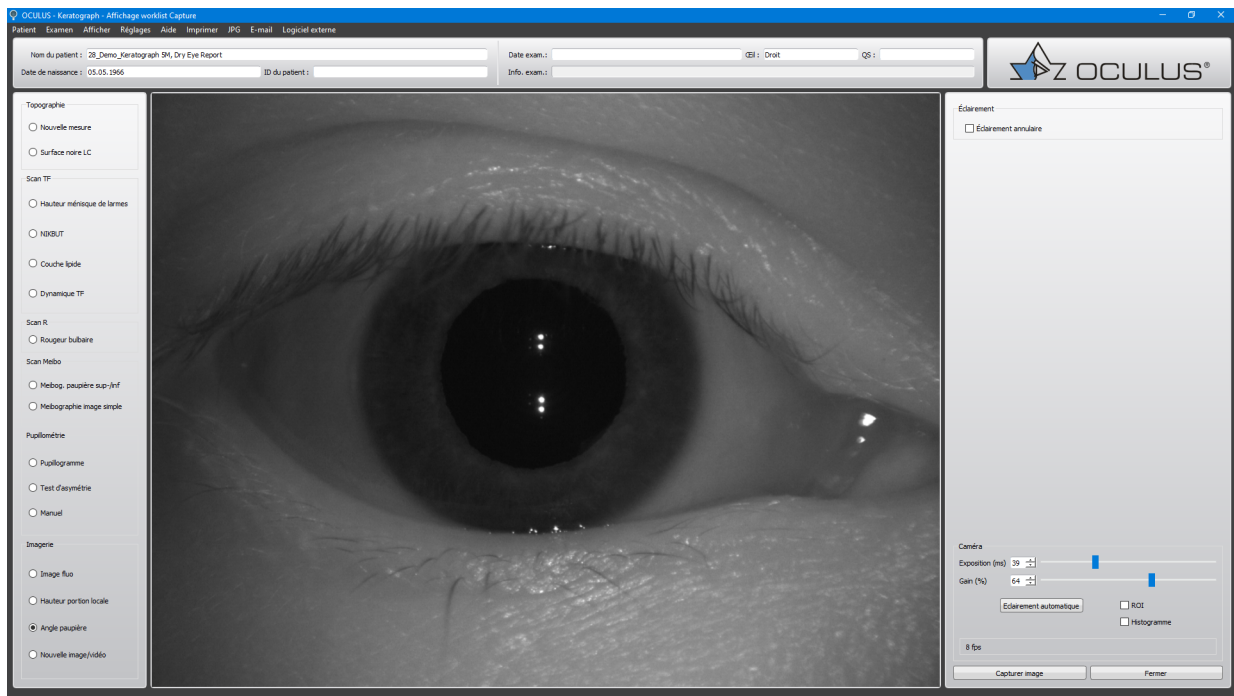 OCULUS - Keratograph - Affichage worklist Capture
Patient Examen Afficher Réglages Aide Imprimer JPG E-mail Logiciel externe
Nom du patient : 28_Demo_Keratograph 5M, Dry Eye Report
Date exam.: Œil : Droit QS :
Date de naissance : 05.05.1966 ID du patient :
Info. exam.:
OCULUS®
Topographie
Nouvelle mesure
Surface noire LC
Scan TF
Hauteur ménisque de larmes
NIKBUT
Couche lipide
Dynamique TF
Scan R
Rougeur bulbaire
Scan Meibo
Meibog. paupière sup-/inf
Meibographie image simple
Pupillométrie
Pupillogramme
Test d'asymétrie
Manuel
Imagerie
Image fluo
Hauteur portion locale
Angle paupière
Nouvelle image/vidéo
Éclairement
Éclairement annulaire
Caméra
Exposition (ms) 39
Gain (%) 64
Eclairement automatique
ROI
Histogramme
8 fps
Capturer image
Fermer